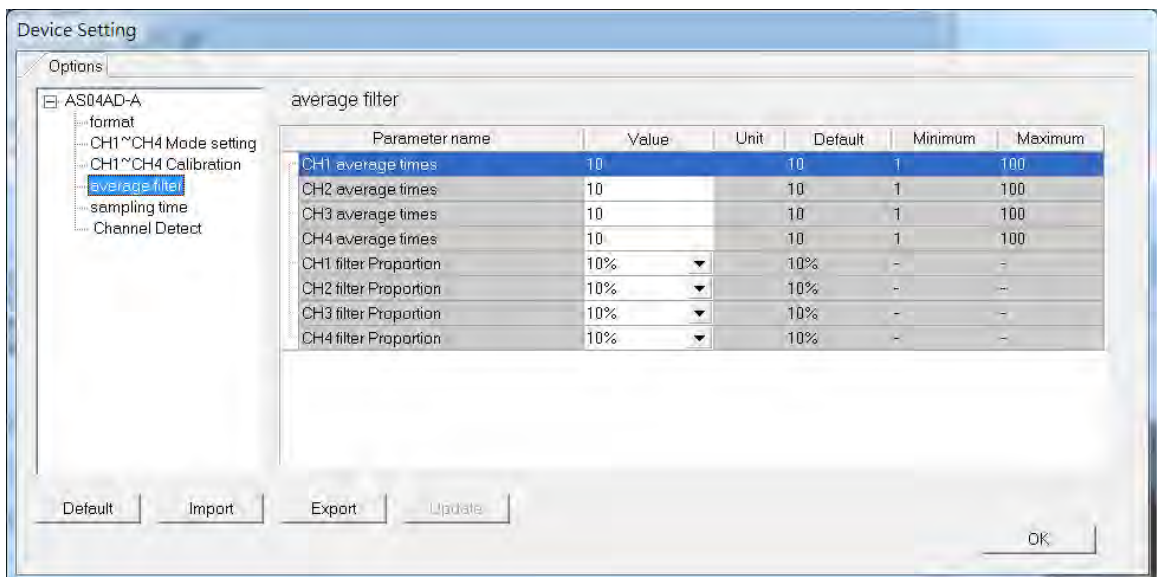 Device Setting
Options
AS04AD-A
format
CH1~CH4 Mode setting
CH1~CH4 Calibration
average filter
sampling time
Channel Detect
average filter
Parameter name Value Unit Default Minimum Maximum
CH1 average times 10 10 1 100
CH2 average times 10 10 1 100
CH3 average times 10 10 1 100
CH4 average times 10 10 1 100
CH1 filter Proportion 10% 10% - -
CH2 filter Proportion 10% 10% - -
CH3 filter Proportion 10% 10% - -
CH4 filter Proportion 10% 10% - -
Default Import Export Update
OK